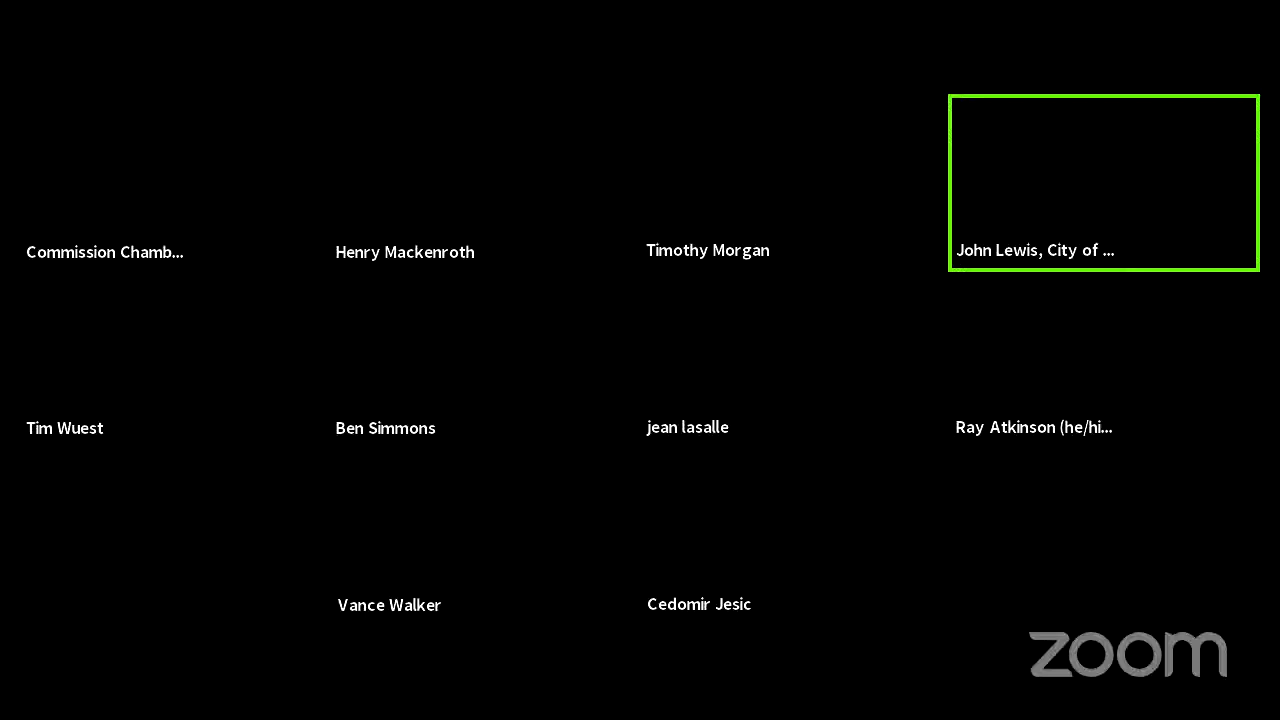 Commission Chamb...
Henry Mackenroth
Timothy Morgan
John Lewis, City of ...
Tim Wuest
Ben Simmons
jean lasalle
Ray Atkinson (he/hi...
Vance Walker
Cedomir Jesic
zoom